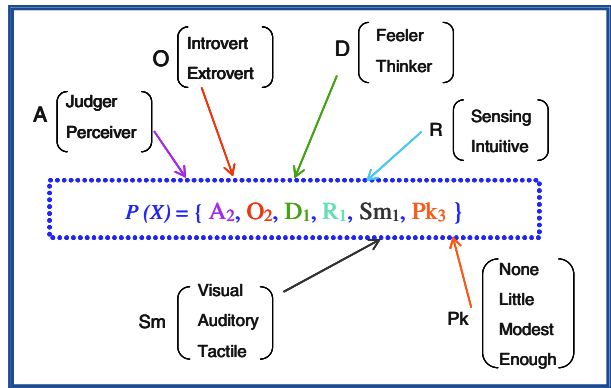 O
Introvert
Extrovert
D
Feeler
Thinker
A
Judger
Perceiver
R
Sensing
Intuitive
P (X) = { A2, O2, D1, R1, Sm1, Pk3 }
Sm
Visual
Auditory
Tactile
Pk
None
Little
Modest
Enough